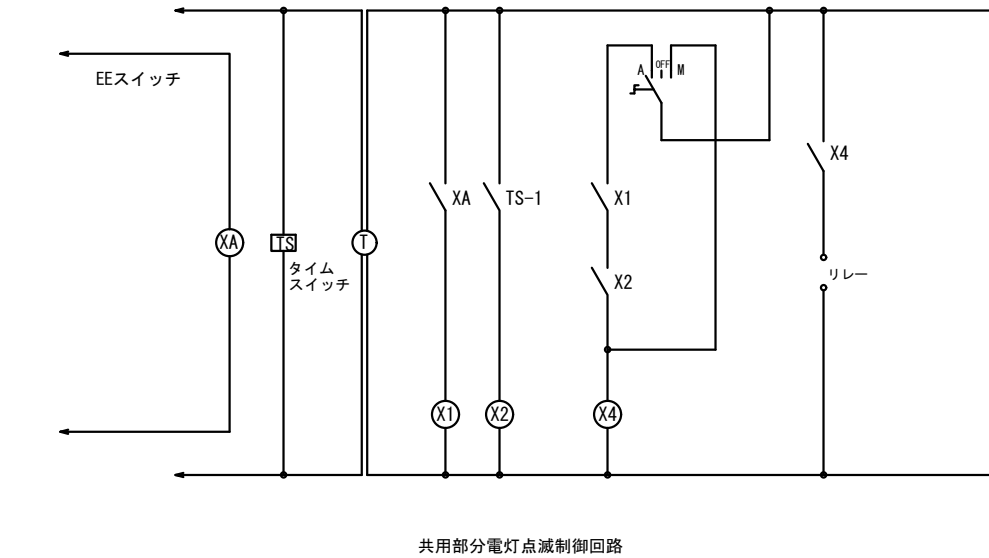 EEスイッチ
A
OFF
M
X4
XA
TS-1
X1
XA
TS
T
タイム
スイッチ
リレー
X2
X1
X2
X4
共用部分電灯点滅制御回路